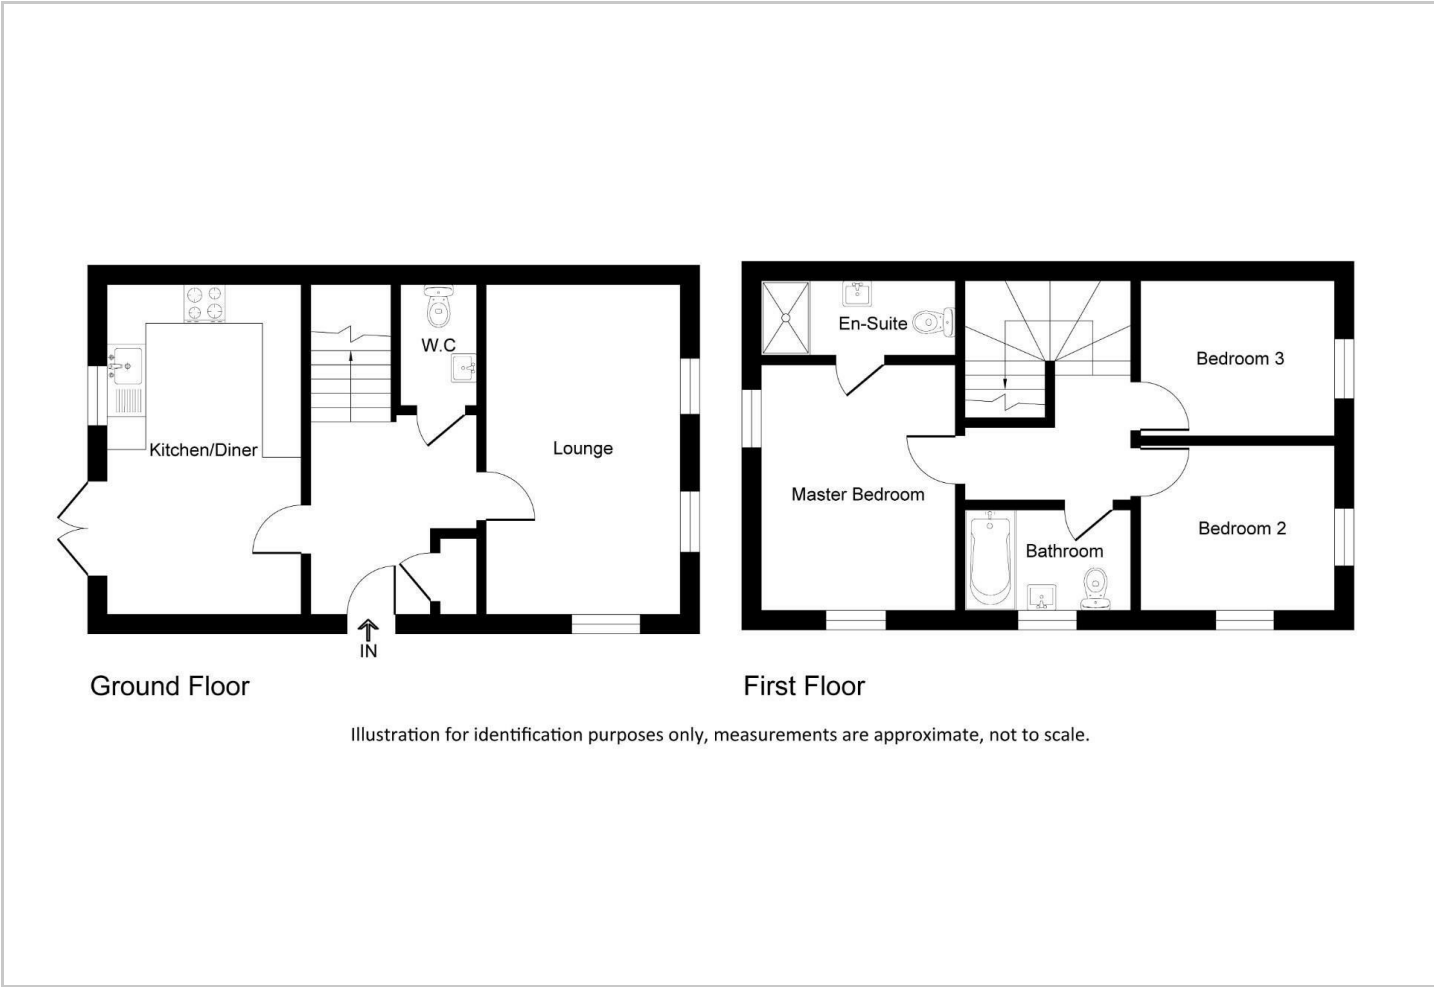 W.C
Kitchen/Diner
Lounge
IN
Ground Floor
En-Suite
Bedroom 3
Master Bedroom
Bedroom 2
Bathroom
First Floor
Illustration for identification purposes only, measurements are approximate, not to scale.